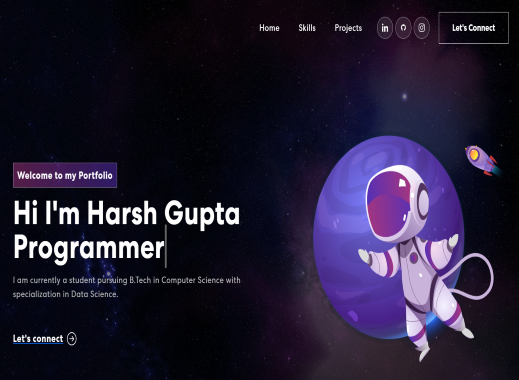 Home Skills Projects in Let's Connect
Welcome to my Portfolio
Hi I'm Harsh Gupta
Programmer
I am currently a student pursuing B.Tech in Computer Science with
specialization in Data Science.
Let's connect